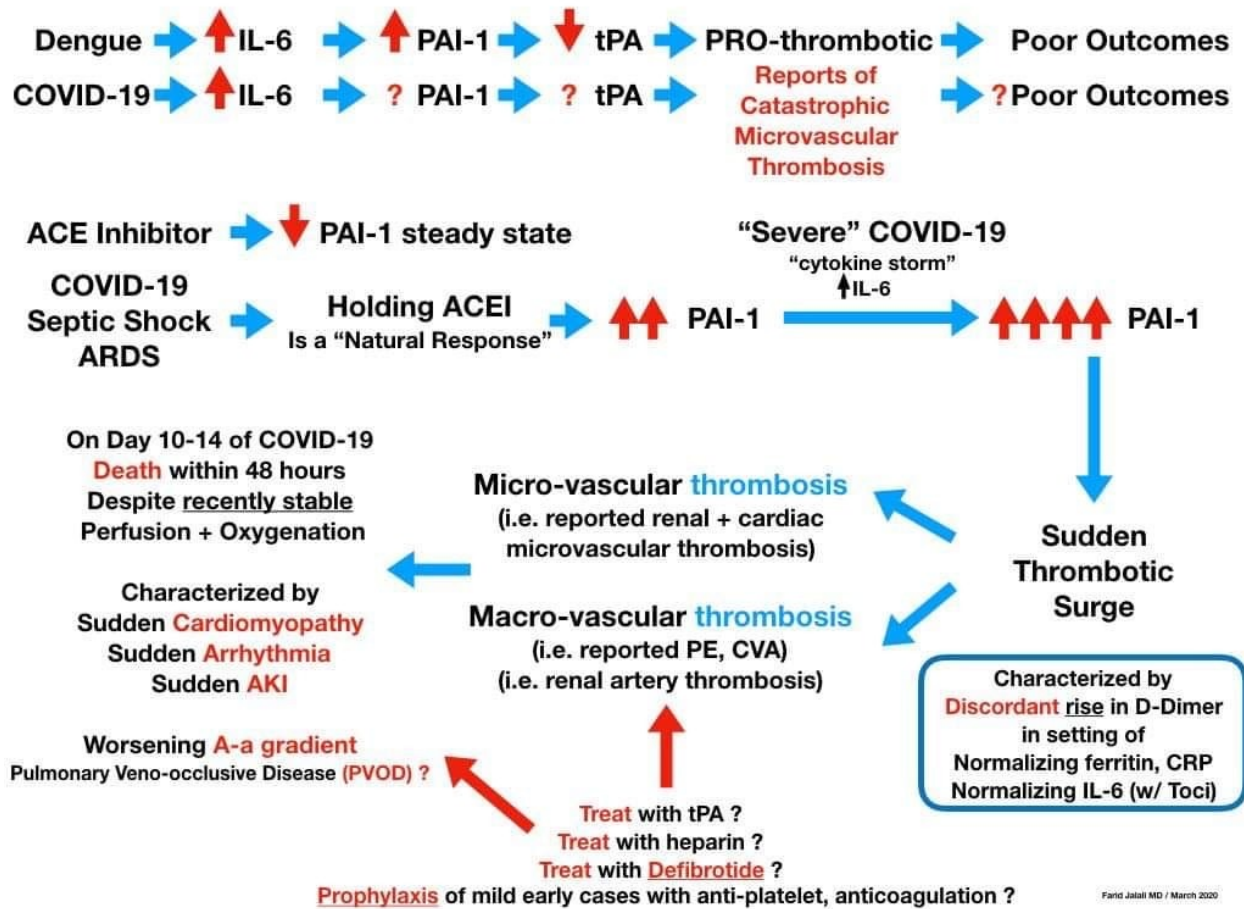 Dengue IL-6 PAI-1 tPA PRO-thrombotic Poor Outcomes
COVID-19 IL-6 ? PAI-1 ? tPA Reports of ? Poor Outcomes
Catastrophic
Microvascular
Thrombosis
ACE Inhibitor PAI-1 steady state
"Severe" COVID-19
"cytokine storm"
IL-6
COVID-19
Septic Shock
ARDS
Holding ACEI
Is a "Natural Response"
PAI-1
PAI-1
Sudden
Thrombotic
Surge
Characterized by
Discordant rise in D-Dimer
in setting of
Normalizing ferritin, CRP
Normalizing IL-6 (w/ Toci)
Micro-vascular thrombosis
(i.e. reported renal + cardiac
microvascular thrombosis)
Macro-vascular thrombosis
(i.e. reported PE, CVA)
(i.e. renal artery thrombosis)
On Day 10-14 of COVID-19
Death within 48 hours
Despite recently stable
Perfusion + Oxygenation
Characterized by
Sudden Cardiomyopathy
Sudden Arrhythmia
Sudden AKI
Worsening A-a gradient
Pulmonary Veno-occlusive Disease (PVOD) ?
Treat with tPA ?
Treat with heparin ?
Treat with Defibrotide ?
Prophylaxis of mild early cases with anti-platelet, anticoagulation ?
Farid Jalali MD / March 2020